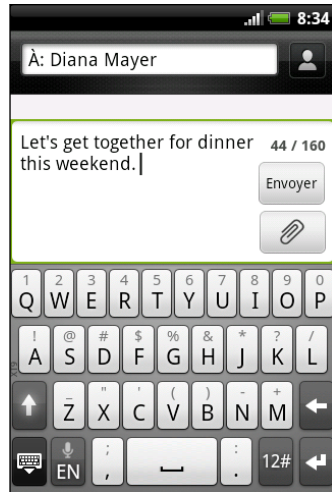 8:34
À: Diana Mayer
Let's get together for dinner
this weekend.
44 / 160
Envoyer
1 2 3 4 5 6 7 8 9 0
Q W E R T Y U I O P
! @ # $ % & * ? /
A S D F G H J K L
_ " ' ( ) - +
Z X C V B N M
EN ; , : . 12#